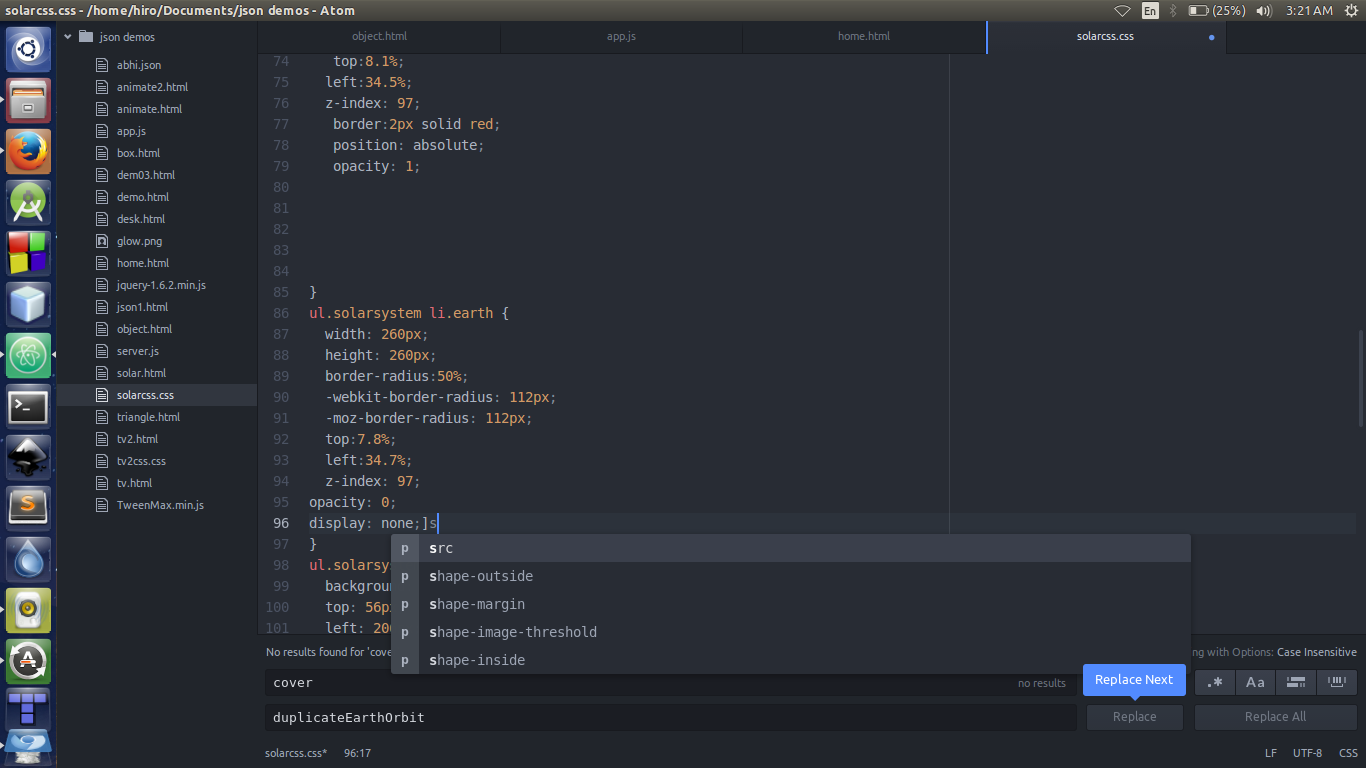 solarcss.css - /home/hiro/Documents/json demos - Atom
En
(25%)
3:21 AM
json demos
abhi.json
animate2.html
animate.html
app.js
box.html
dem03.html
demo.html
desk.html
glow.png
home.html
jquery-1.6.2.min.js
json1.html
object.html
server.js
solar.html
solarcss.css
triangle.html
tv2.html
tv2css.css
tv.html
TweenMax.min.js
object.html
app.js
home.html
solarcss.css
74 top:8.1%;
75 left:34.5%;
76 z-index: 97;
77 border:2px solid red;
78 position: absolute;
79 opacity: 1;
80
81
82
83
84
85 }
86 ul.solarsystem li.earth {
87 width: 260px;
88 height: 260px;
89 border-radius:50%;
90 -webkit-border-radius: 112px;
91 -moz-border-radius: 112px;
92 top:7.8%;
93 left:34.7%;
94 z-index: 97;
95 opacity: 0;
96 display: none;]s
97 }
98 ul.solarsy
99 backgroun
100 top: 56p
101 left: 20
p src
p shape-outside
p shape-margin
p shape-image-threshold
p shape-inside
No results found for 'cove
ng with Options: Case Insensitive
cover
no results
Replace Next
.*
Aa
duplicateEarthOrbit
Replace
Replace All
solarcss.css*
96:17
LF
UTF-8
CSS